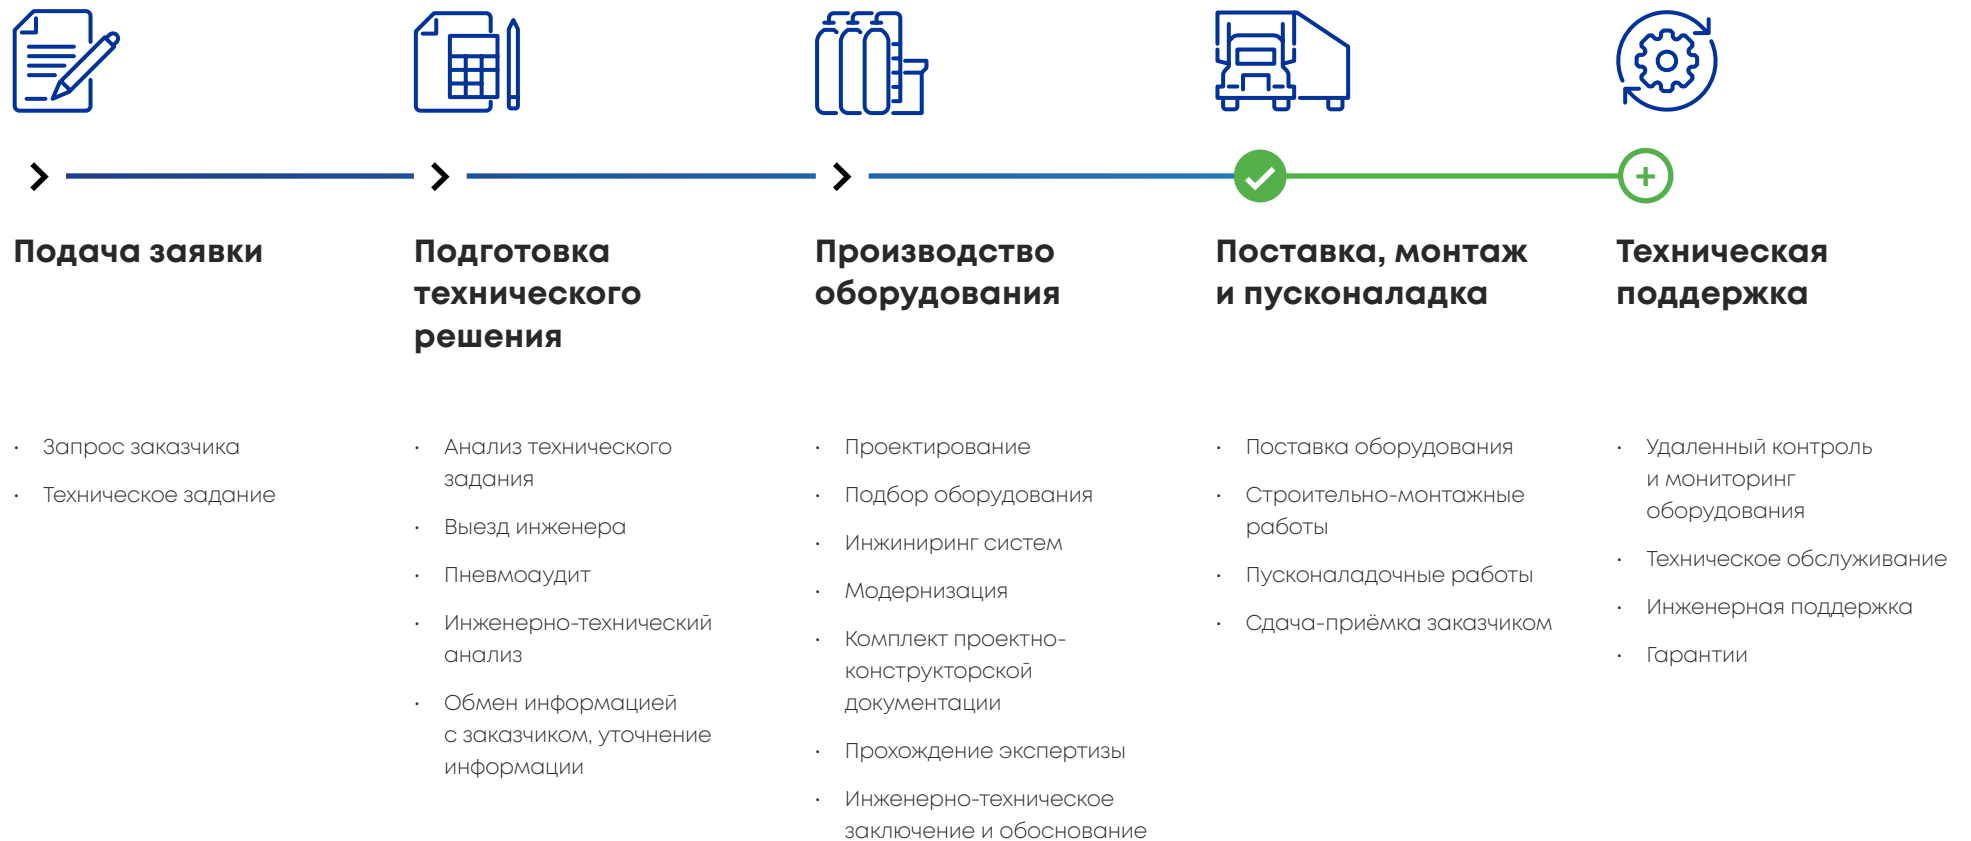 Подача заявки
· Запрос заказчика
· Техническое задание
Подготовка
технического
решения
· Анализ технического
задания
· Выезд инженера
· Пневмоаудит
· Инженерно-технический
анализ
· Обмен информацией
с заказчиком, уточнение
информации
Производство
оборудования
· Проектирование
· Подбор оборудования
· Инжиниринг систем
· Модернизация
· Комплект проектно-
конструкторской
документации
· Прохождение экспертизы
· Инженерно-техническое
заключение и обоснование
Поставка, монтаж
и пусконаладка
· Поставка оборудования
· Строительно-монтажные
работы
· Пусконаладочные работы
· Сдача-приёмка заказчиком
Техническая
поддержка
· Удаленный контроль
и мониторинг
оборудования
· Техническое обслуживание
· Инженерная поддержка
· Гарантии